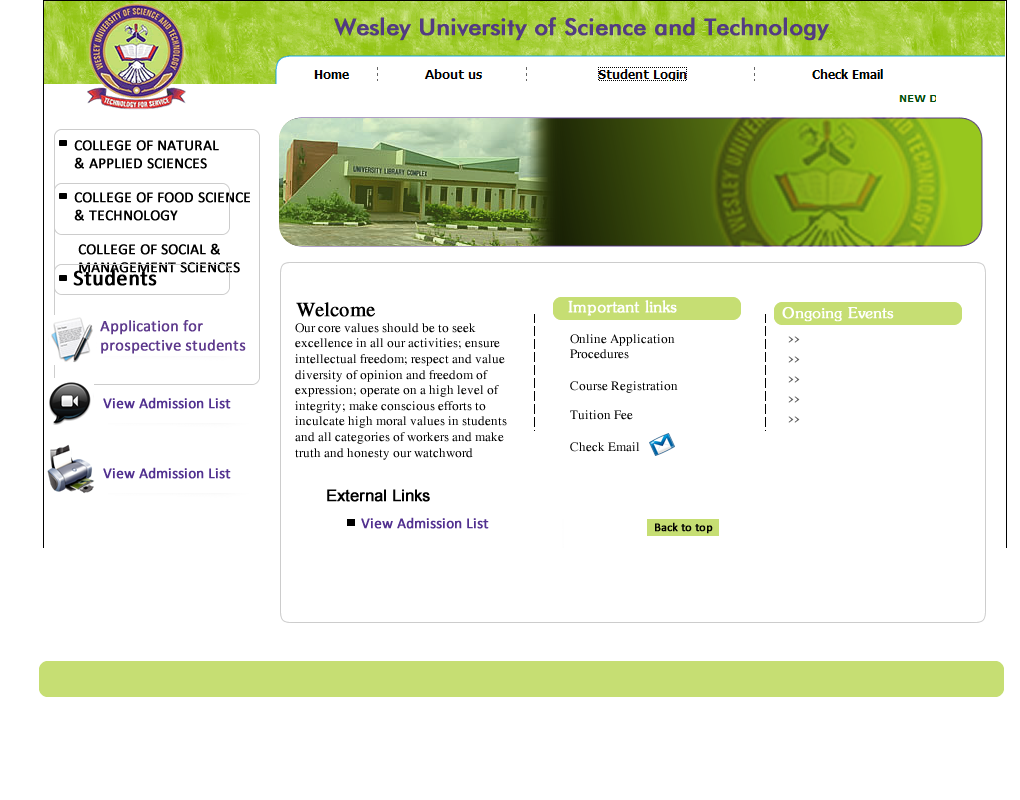 Wesley University of Science and Technology
WESLEY UNIVERSITY OF SCIENCE AND TECHNOLOGY
TECHNOLOGY FOR SERVICE
Home
About us
Student Login
Check Email
NEW D
COLLEGE OF NATURAL
& APPLIED SCIENCES
COLLEGE OF FOOD SCIENCE
& TECHNOLOGY
COLLEGE OF SOCIAL &
MANAGEMENT SCIENCES
Students
Application for
prospective students
View Admission List
View Admission List
UNIVERSITY LIBRARY COMPLEX
WESLEY
TECHNOLOGY
Welcome
Our core values should be to seek
excellence in all our activities; ensure
intellectual freedom; respect and value
diversity of opinion and freedom of
expression; operate on a high level of
integrity; make conscious efforts to
inculcate high moral values in students
and all categories of workers and make
truth and honesty our watchword
External Links
View Admission List
Important links
Online Application
Procedures
Course Registration
Tuition Fee
Check Email
Back to top
Ongoing Events
>>
>>
>>
>>
>>